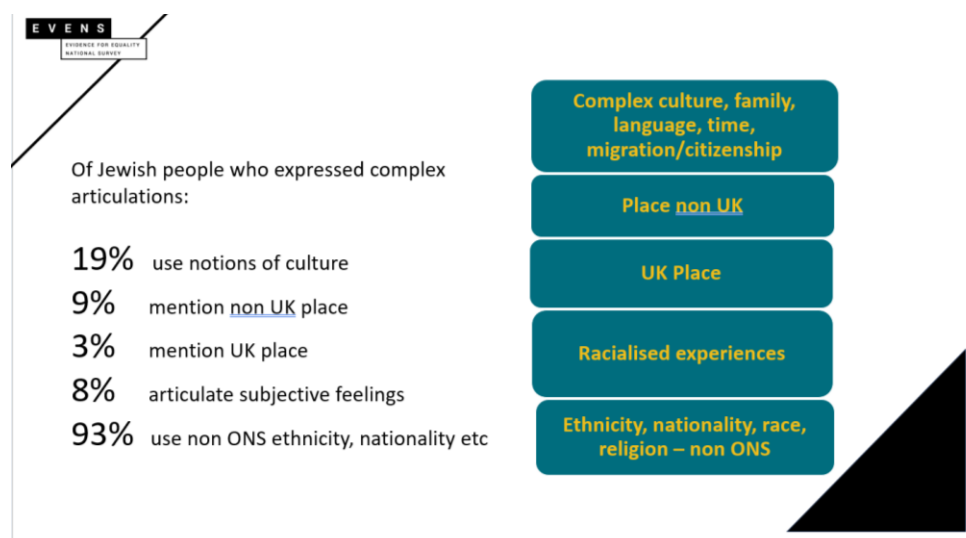 EVENS
EVIDENCE FOR EQUALITY
NATIONAL SURVEY
Of Jewish people who expressed complex
articulations:
19% use notions of culture
9% mention non UK place
3% mention UK place
8% articulate subjective feelings
93% use non ONS ethnicity, nationality etc
Complex culture, family,
language, time,
migration/citizenship
Place non UK
UK Place
Racialised experiences
Ethnicity, nationality, race,
religion – non ONS